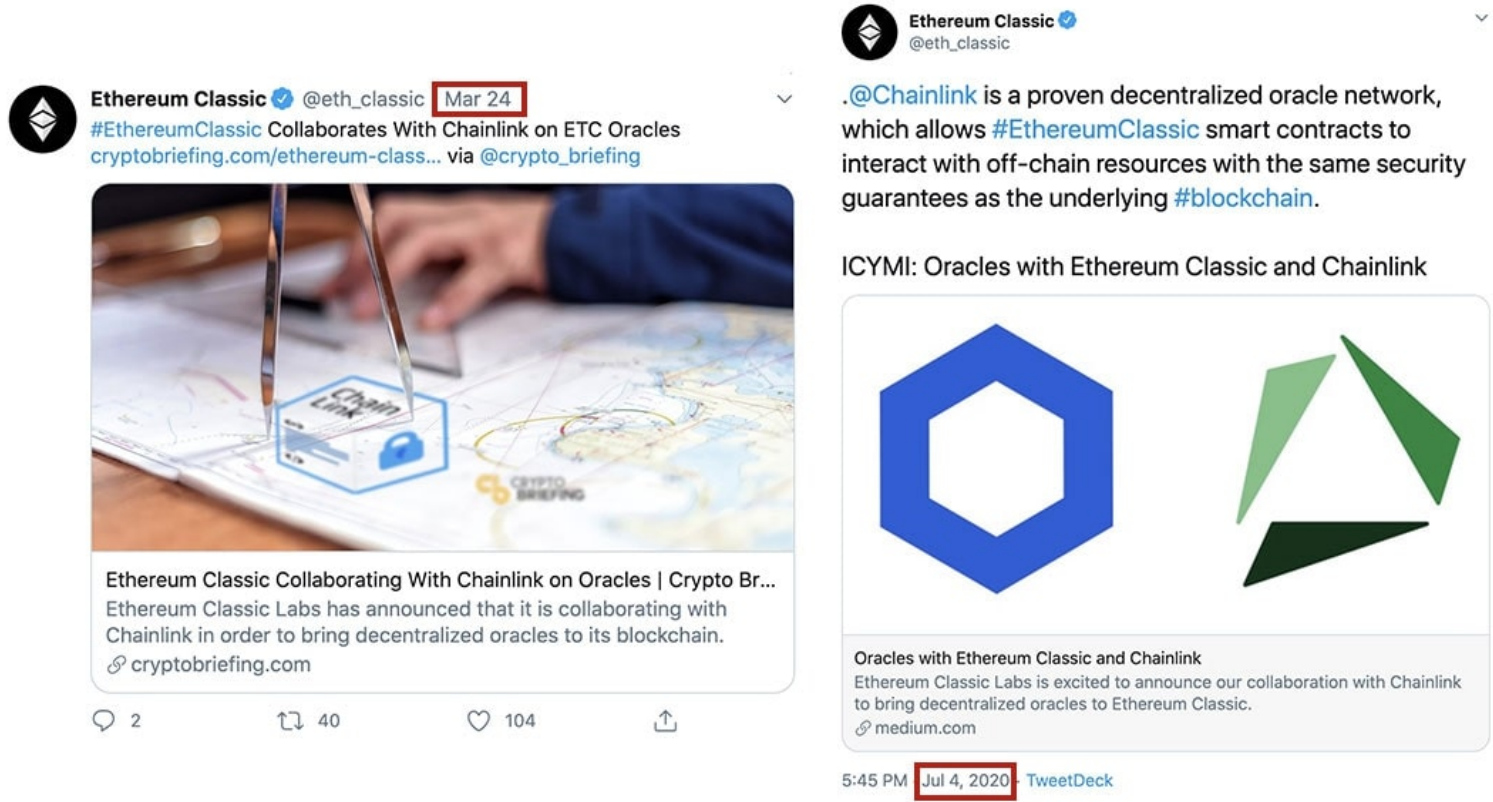 Ethereum Classic @eth_classic Mar 24
#EthereumClassic Collaborates With Chainlink on ETC Oracles
cryptobriefing.com/ethereum-class... via @crypto_briefing
Chain
Link
CRYPTO
BRIEFING
Ethereum Classic Collaborating With Chainlink on Oracles | Crypto Br...
Ethereum Classic Labs has announced that it is collaborating with
Chainlink in order to bring decentralized oracles to its blockchain.
cryptobriefing.com
2 40 104
Ethereum Classic
@eth_classic
.@Chainlink is a proven decentralized oracle network,
which allows #EthereumClassic smart contracts to
interact with off-chain resources with the same security
guarantees as the underlying #blockchain.
ICYMI: Oracles with Ethereum Classic and Chainlink
Oracles with Ethereum Classic and Chainlink
Ethereum Classic Labs is excited to announce our collaboration with Chainlink
to bring decentralized oracles to Ethereum Classic.
medium.com
5:45 PM · Jul 4, 2020 · TweetDeck